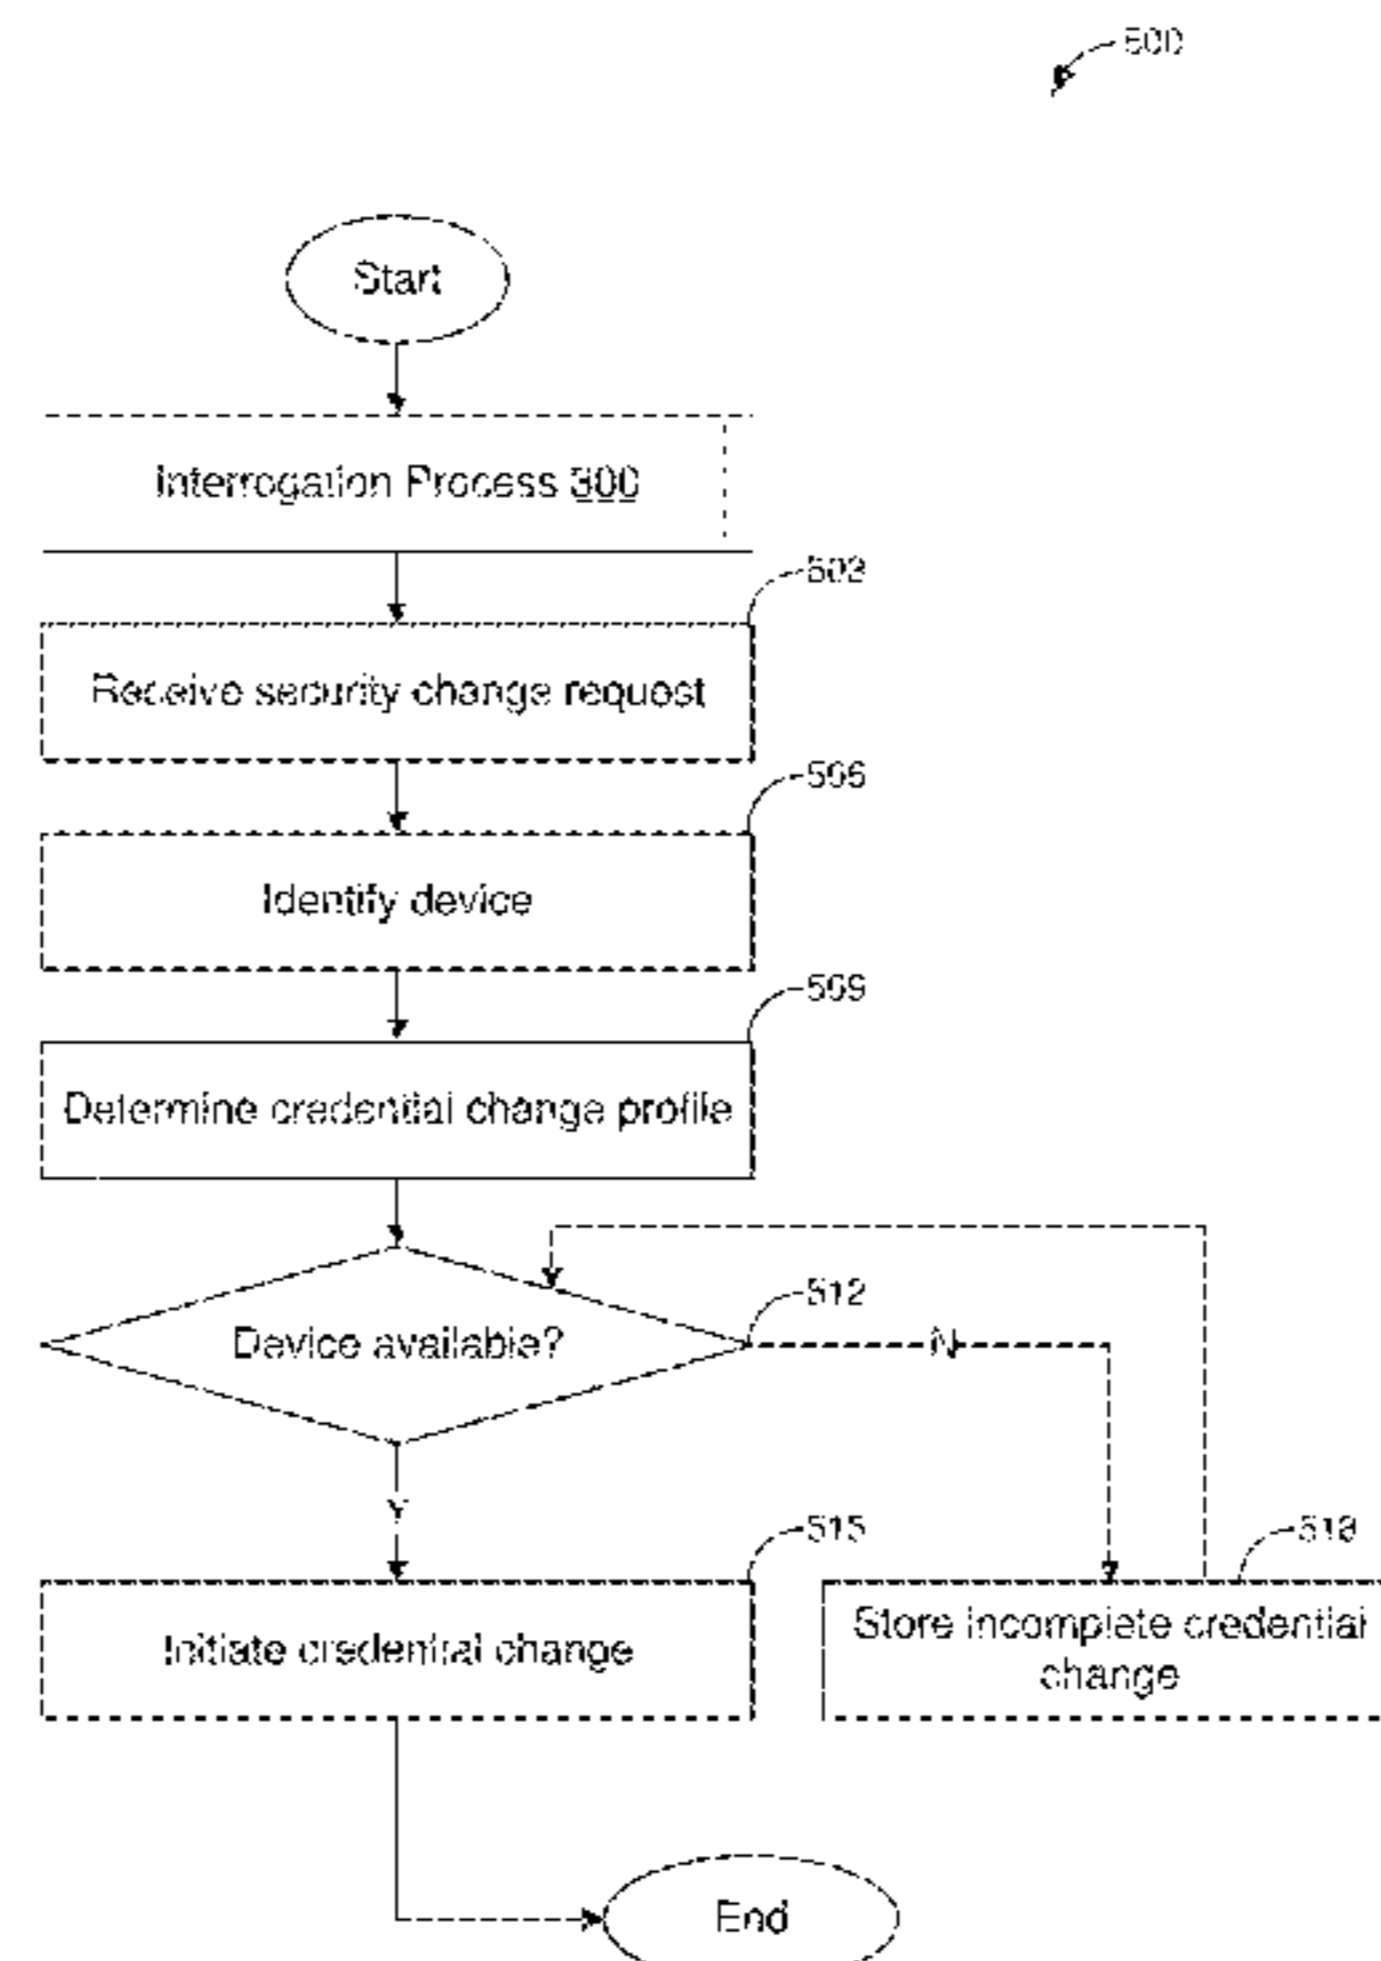 500
Start
Interrogation Process 300
503
Receive security change request
506
Identify device
509
Determine credential change profile
512
Device available?
N
Y
515
Initiate credential change
518
Store incomplete credential
change
End